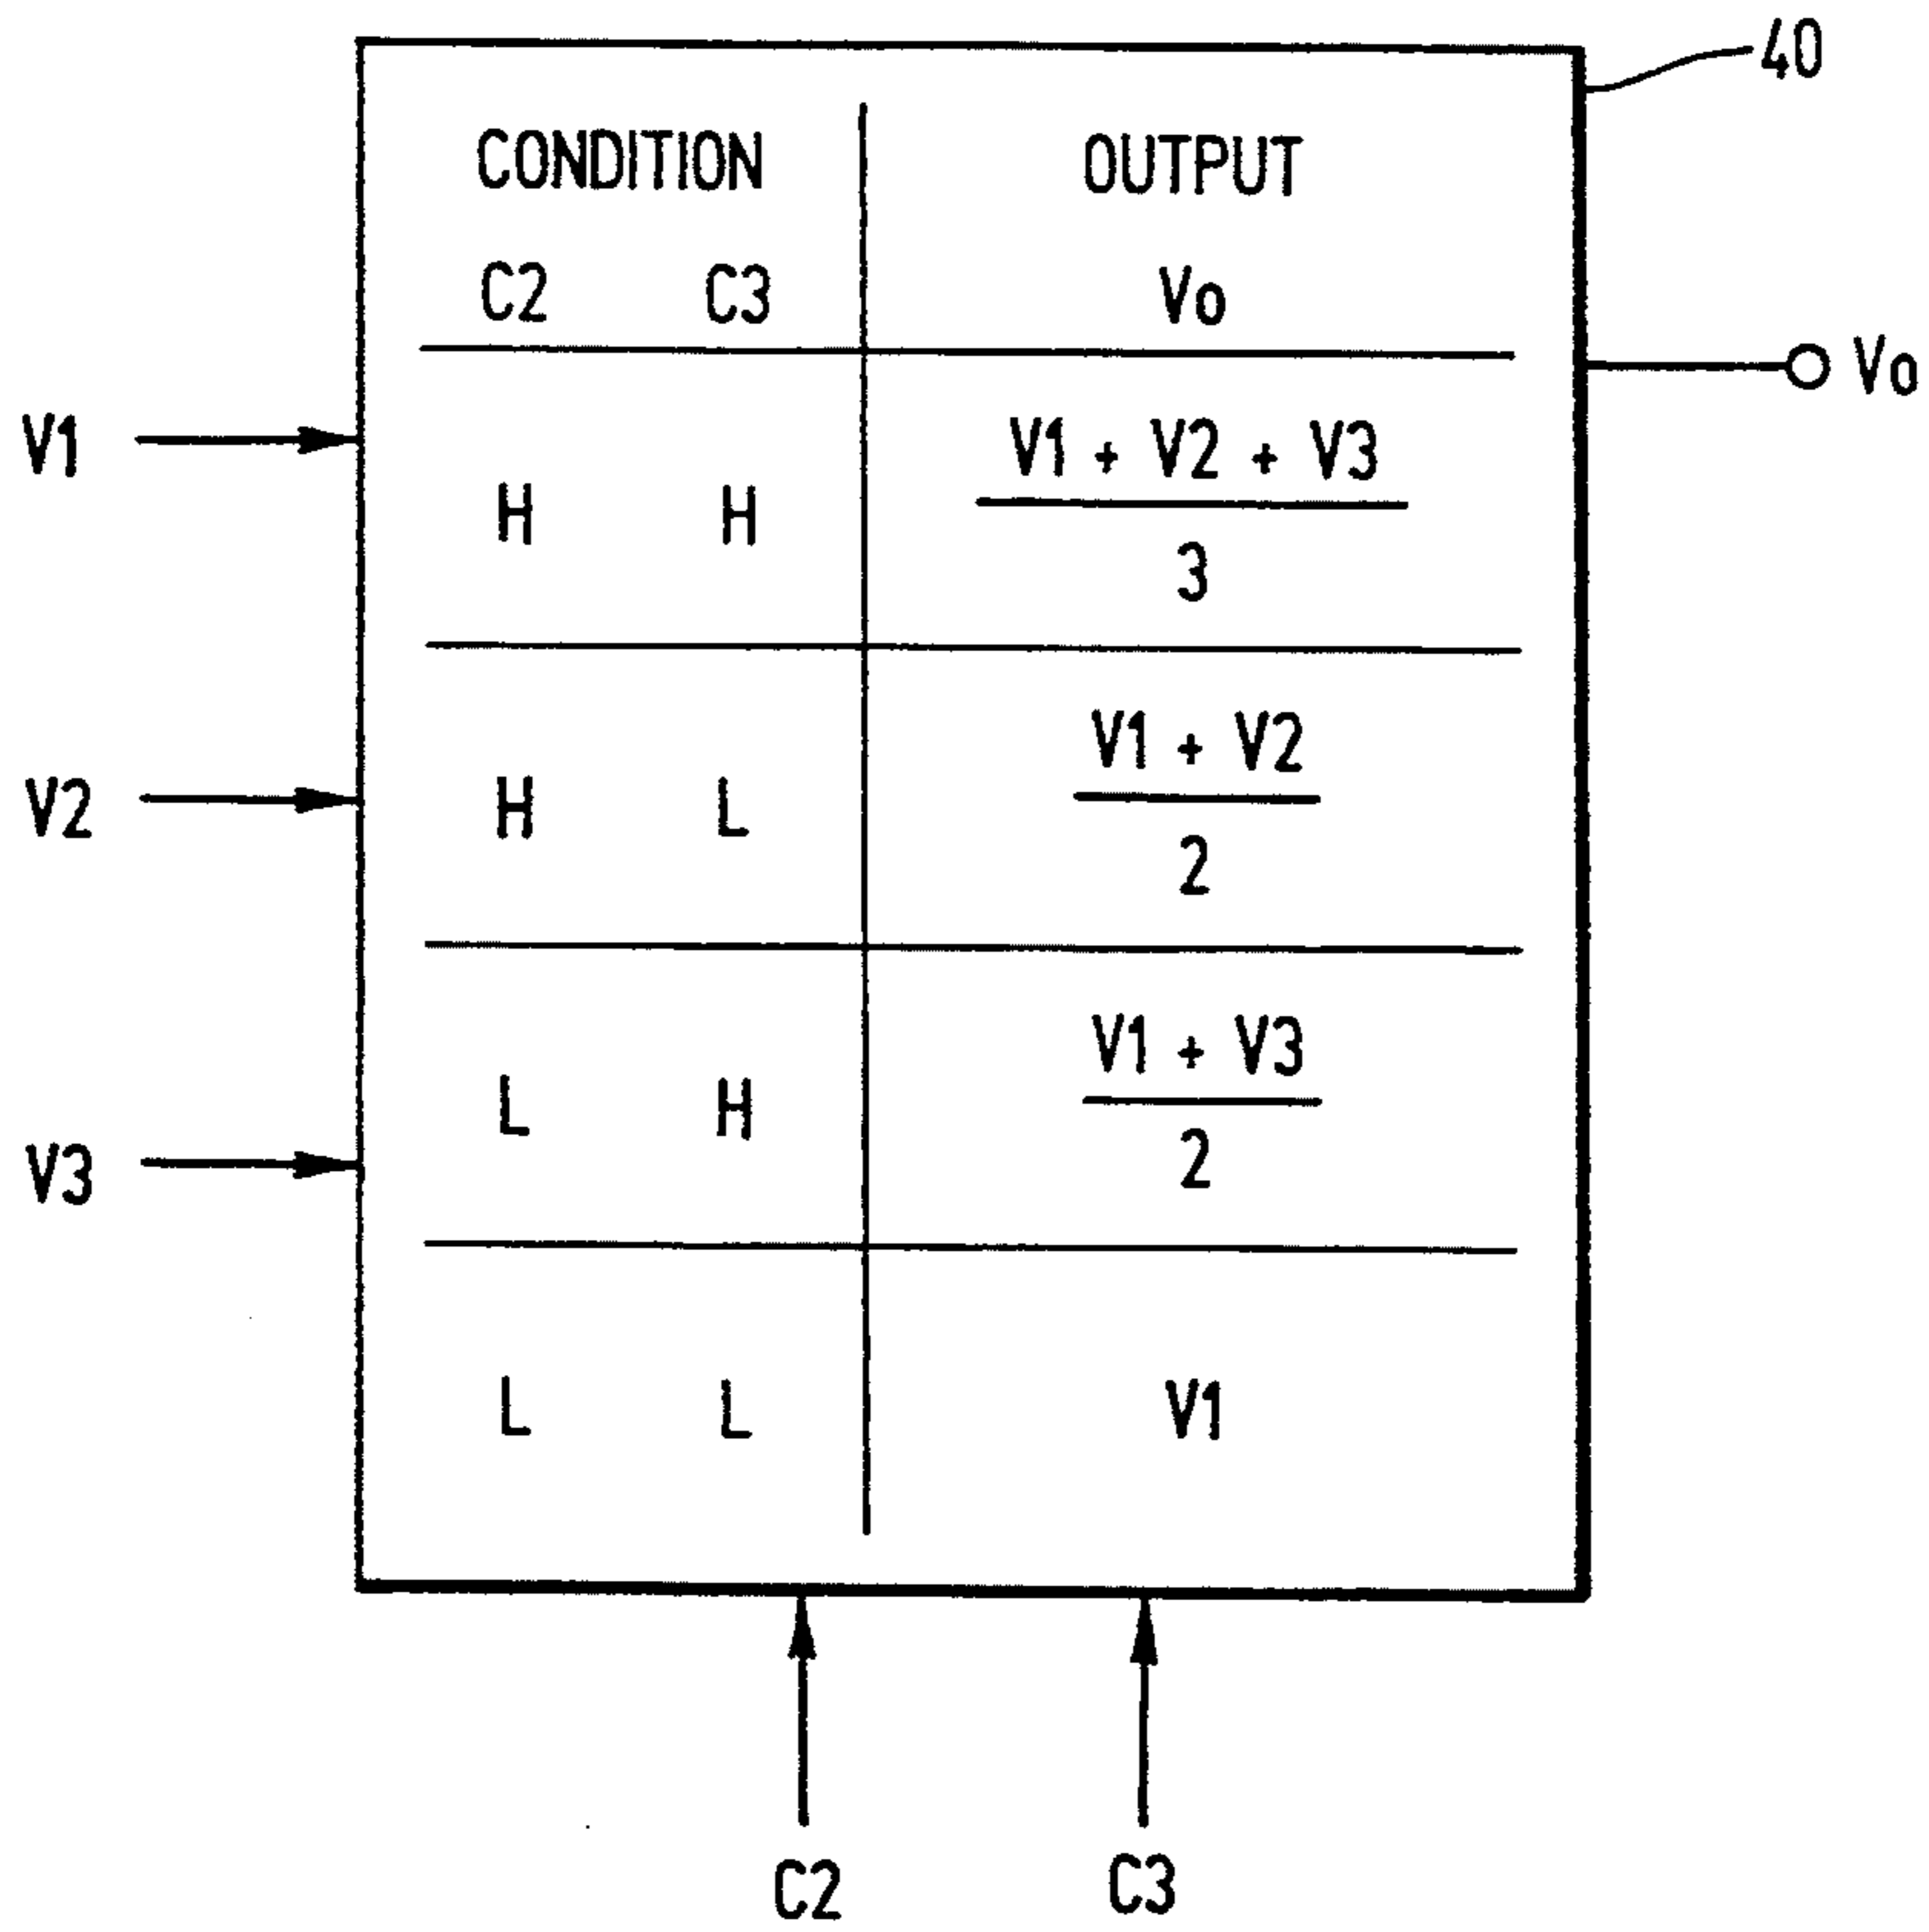 40
CONDITION OUTPUT
C2 C3 Vo
Vo
V1
V1 + V2 + V3
H H
3
V1 + V2
V2 H L
2
V1 + V3
L H
V3
2
L L V1
C2 C3